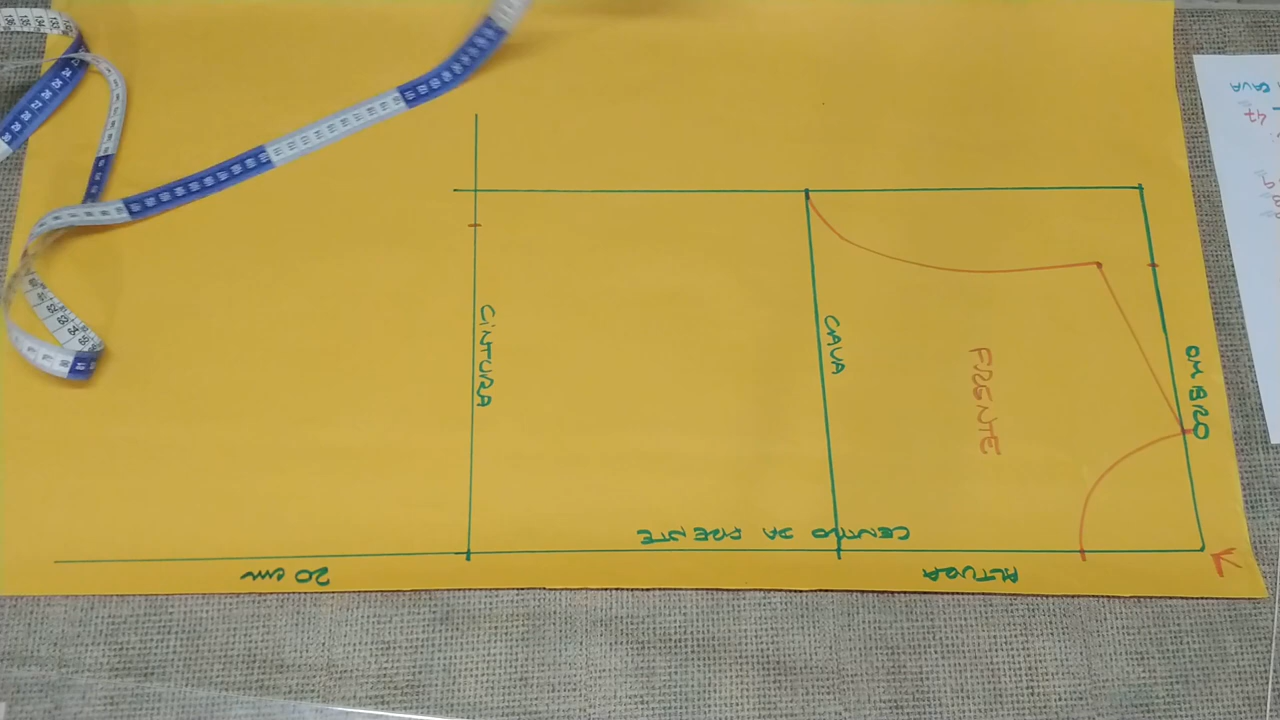 OMBRO
FRENTE
CAVA
CINTURA
CENTRO DA FRENTE
ALTURA
20 cm